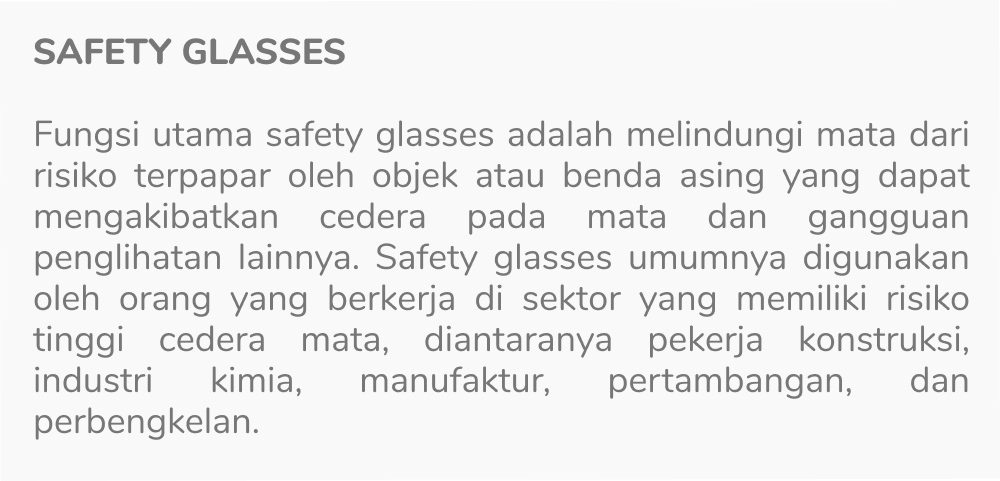 SAFETY GLASSES
Fungsi utama safety glasses adalah melindungi mata dari
risiko terpapar oleh objek atau benda asing yang dapat
mengakibatkan cedera pada mata dan gangguan
penglihatan lainnya. Safety glasses umumnya digunakan
oleh orang yang berkerja di sektor yang memiliki risiko
tinggi cedera mata, diantaranya pekerja konstruksi,
industri kimia, manufaktur, pertambangan, dan
perbengkelan.